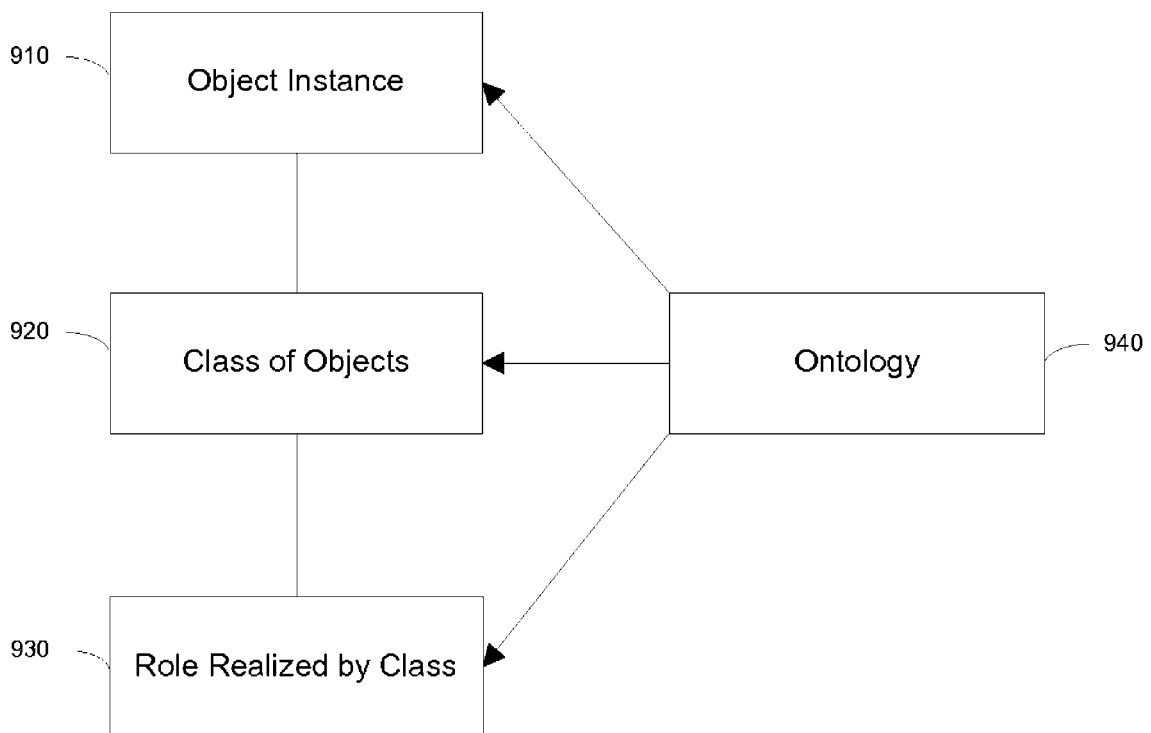 910
Object Instance
920
Class of Objects
Ontology
940
930
Role Realized by Class